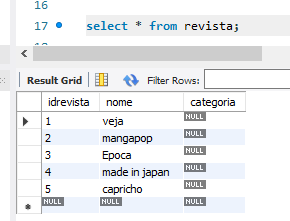 16
17 select * from revista;
18
Result Grid Filter Rows:
idrevista nome categoria
1 veja NULL
2 mangapop NULL
3 Epoca NULL
4 made in japan NULL
5 capricho NULL
NULL NULL NULL